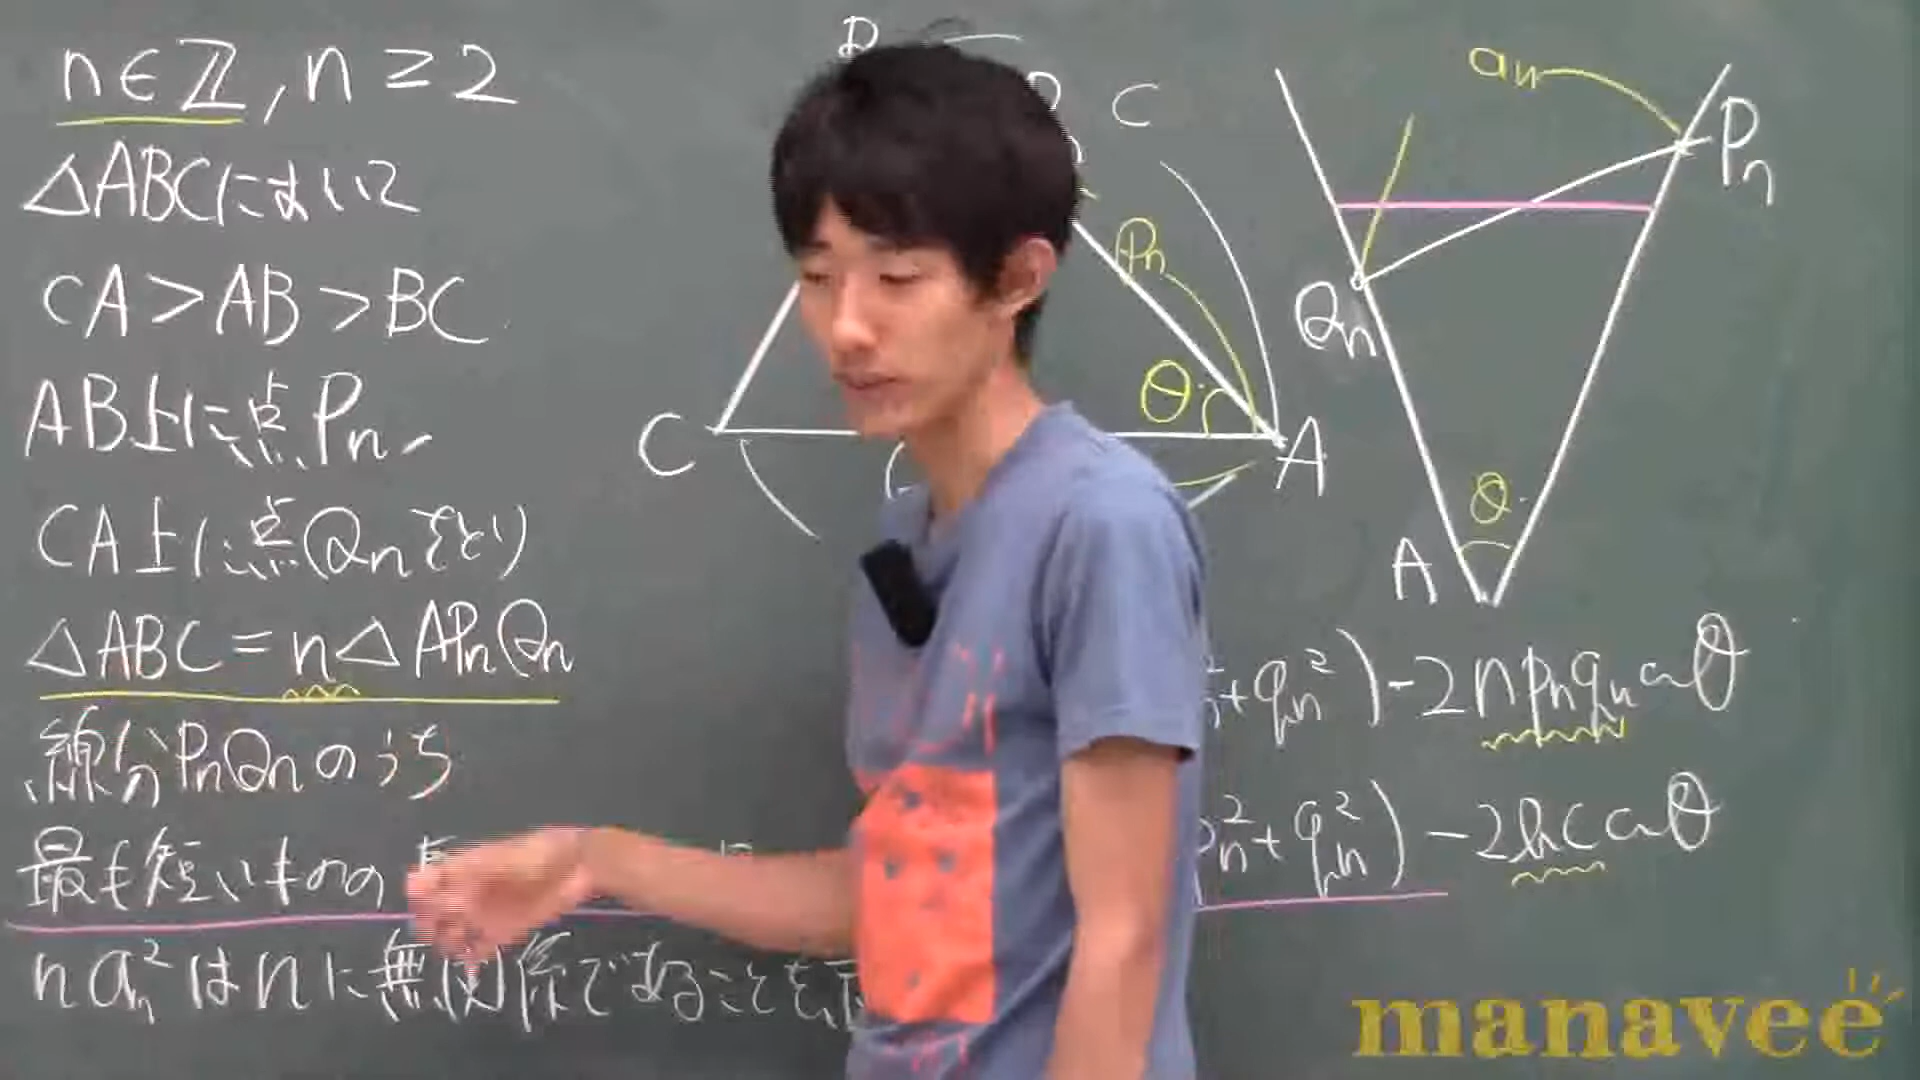 n∈ℤ, n≥2
△ABCにおいて
CA>AB>BC
AB上に点Pn,
CA上に点Qnをとり
△ABC=n△APnQn
線分PnQnのうち
最も短いものの
nan²はnに無関係であることを示
C
Pn
θ
C
A
an
Pn
Qn
θ
A
+qn²)-2npnqn cosθ
pn²+qn²)-2bc cosθ
manavee